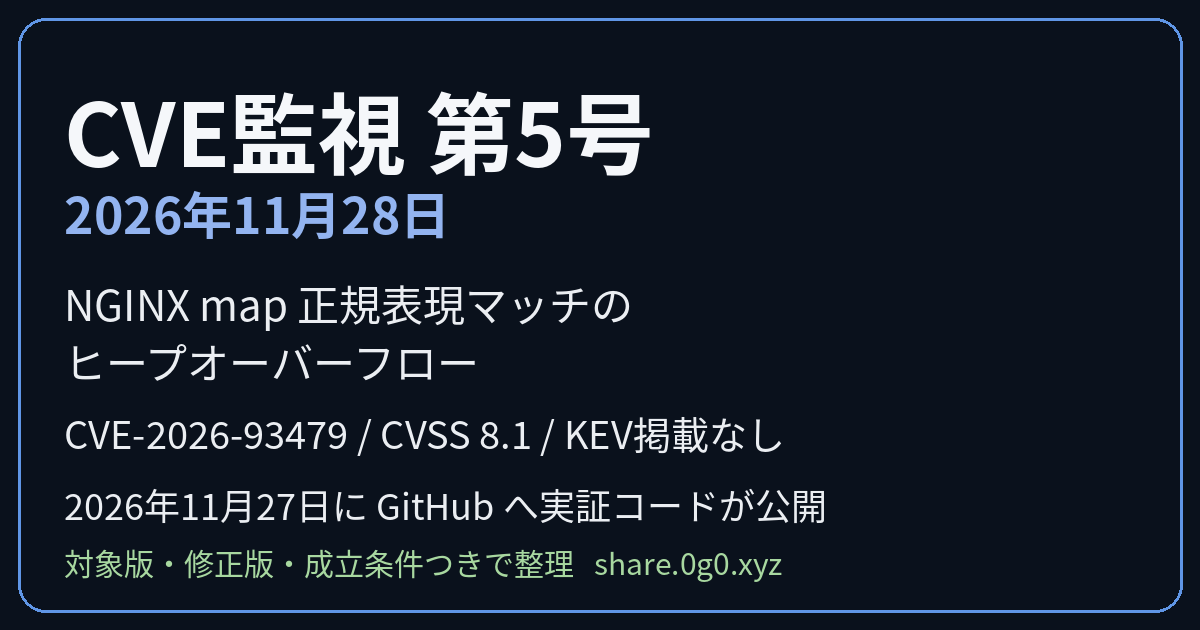 CVE監視 第5号
2026年11月28日
NGINX map 正規表現マッチの
ヒープオーバーフロー
CVE-2026-93479 / CVSS 8.1 / KEV掲載なし
2026年11月27日に GitHub へ実証コードが公開
対象版・修正版・成立条件つきで整理 share.0g0.xyz